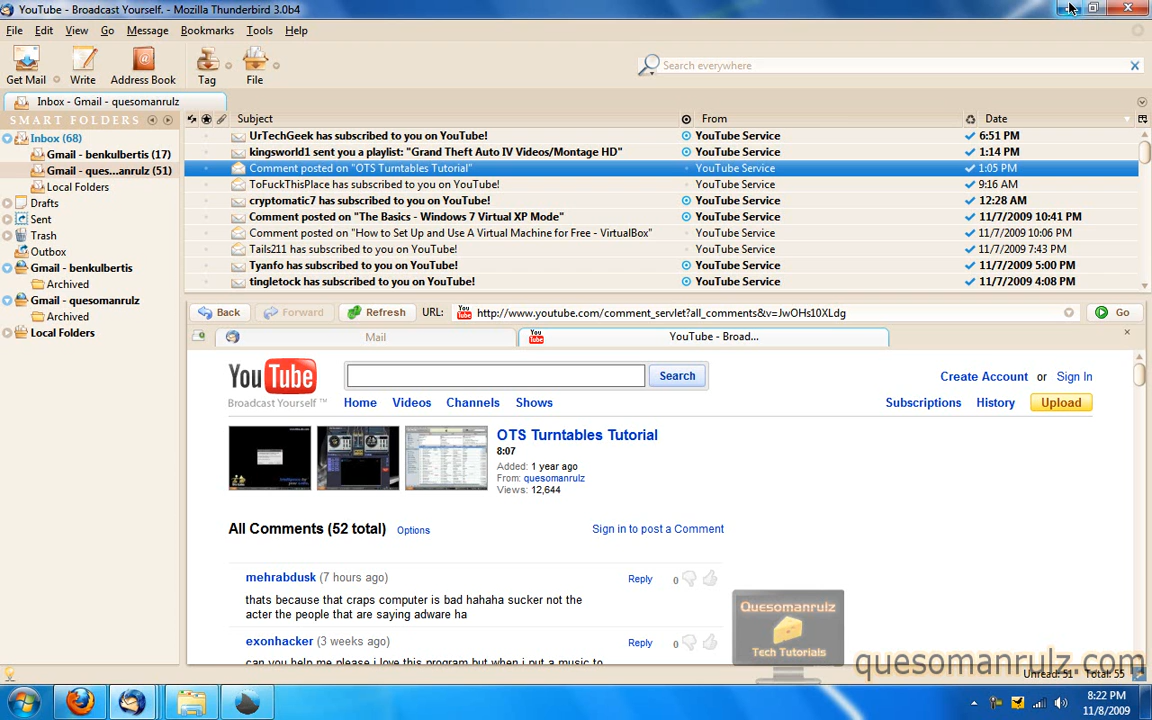 YouTube - Broadcast Yourself. - Mozilla Thunderbird 3.0b4
File Edit View Go Message Bookmarks Tools Help
Get Mail Write Address Book Tag File
Search everywhere
Inbox - Gmail - quesomanrulz
SMART FOLDERS
Subject From Date
Inbox (68)
Gmail - benkulbertis (17)
Gmail - ques...anrulz (51)
Local Folders
Drafts
Sent
Trash
Outbox
Gmail - benkulbertis
Archived
Gmail - quesomanrulz
Archived
Local Folders
UrTechGeek has subscribed to you on YouTube! YouTube Service 6:51 PM
kingsworld1 sent you a playlist: "Grand Theft Auto IV Videos/Montage HD" YouTube Service 1:14 PM
Comment posted on "OTS Turntables Tutorial" YouTube Service 1:05 PM
ToFuckThisPlace has subscribed to you on YouTube! YouTube Service 9:16 AM
cryptomatic7 has subscribed to you on YouTube! YouTube Service 12:28 AM
Comment posted on "The Basics - Windows 7 Virtual XP Mode" YouTube Service 11/7/2009 10:41 PM
Comment posted on "How to Set Up and Use A Virtual Machine for Free - VirtualBox" YouTube Service 11/7/2009 10:06 PM
Tails211 has subscribed to you on YouTube! YouTube Service 11/7/2009 7:43 PM
Tyanfo has subscribed to you on YouTube! YouTube Service 11/7/2009 5:00 PM
tingletock has subscribed to you on YouTube! YouTube Service 11/7/2009 4:08 PM
Back Forward Refresh URL: http://www.youtube.com/comment_servlet?all_comments&v=JwOHs10XLdg Go
Mail YouTube - Broad...
YouTube Search Create Account or Sign In
Broadcast Yourself ™ Home Videos Channels Shows Subscriptions History Upload
OTS Turntables Tutorial
8:07
Added: 1 year ago
From: quesomanrulz
Views: 12,644
All Comments (52 total) Options Sign in to post a Comment
mehrabdusk (7 hours ago) Reply 0
thats because that craps computer is bad hahaha sucker not the
acter the people that are saying adware ha
exonhacker (3 weeks ago) Reply 0
can you help me please i love this program but when i put a music to
Quesomanrulz
Tech Tutorials
quesomanrulz.com
Unread: 51 Total: 55
8:22 PM
11/8/2009